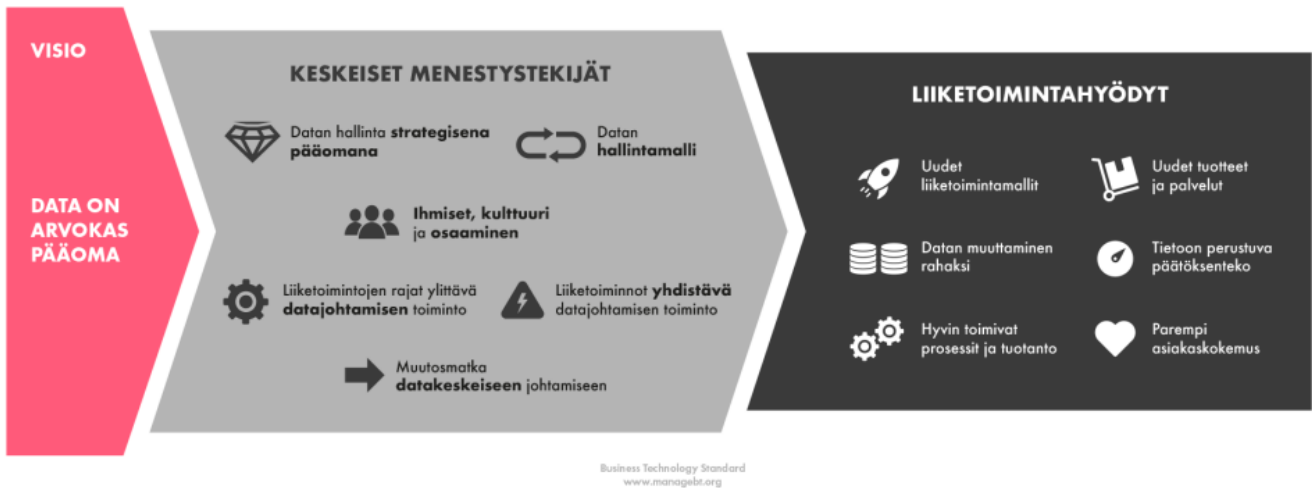 VISIO
DATA ON
ARVOKAS
PÄÄOMA
KESKEISET MENESTYSTEKIJÄT
Datan hallinta strategisena
pääomana
Datan
hallintamalli
Ihmiset, kulttuuri
ja osaaminen
Liiketoimintojen rajat ylittävä
datajohtamisen toiminto
Liiketoiminnot yhdistävä
datajohtamisen toiminto
Muutosmatka
datakeskeiseen johtamiseen
LIIKETOIMINTAHYÖDYT
Uudet
liiketoimintamallit
Uudet tuotteet
ja palvelut
Datan muuttaminen
rahaksi
Tietoon perustuva
päätöksenteko
Hyvin toimivat
prosessit ja tuotanto
Parempi
asiakaskokemus
Business Technology Standard
www.managebt.org